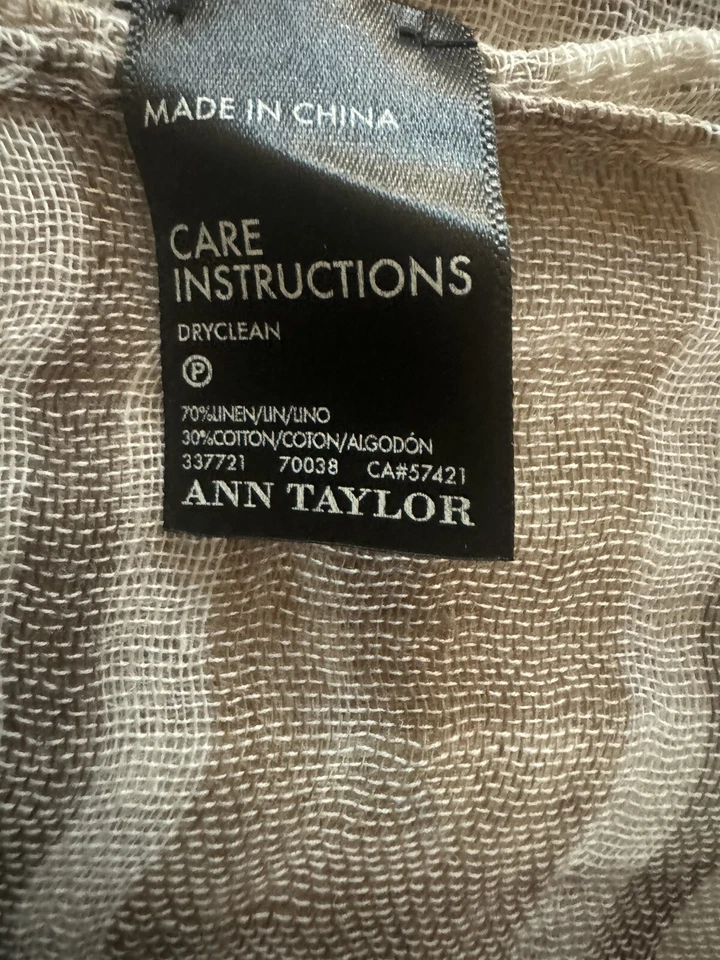 MADE IN CHINA
CARE
INSTRUCTIONS
DRYCLEAN
Ⓟ
70%LINEN/LIN/LINO
30%COTTON/COTON/ALGODÓN
337721 70038 CA#57421
ANN TAYLOR